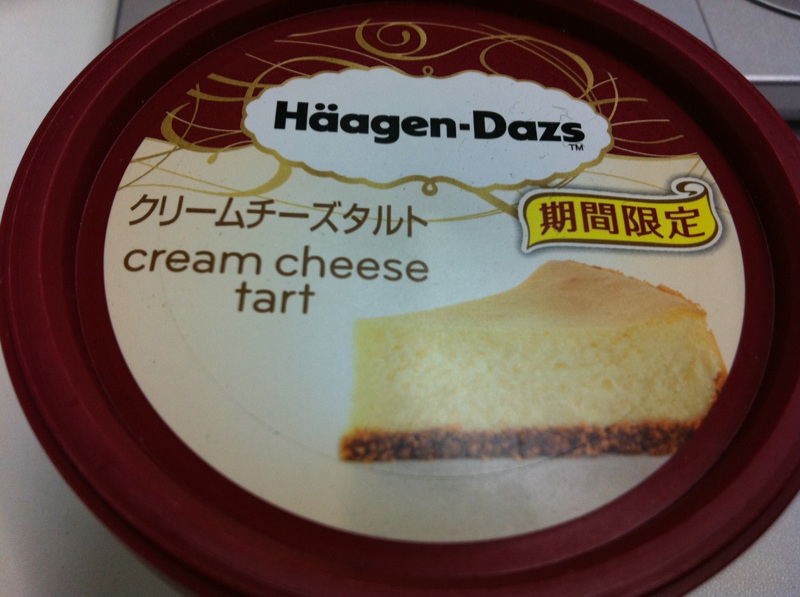 Häagen-Dazs
TM
クリームチーズタルト
期間限定
cream cheese
tart